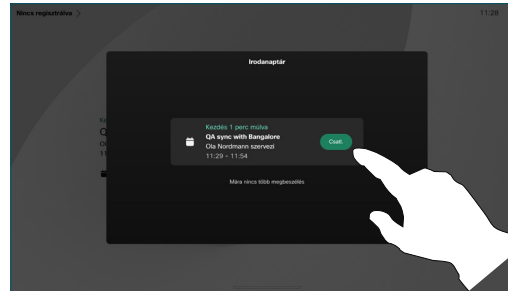 Nincs regisztrálva
11:28
Irodanaptár
Kezdés 1 perc múlva
QA sync with Bangalore
Ola Nordmann szervezi
11:29 – 11:54
Csatl.
Mára nincs több megbeszélés